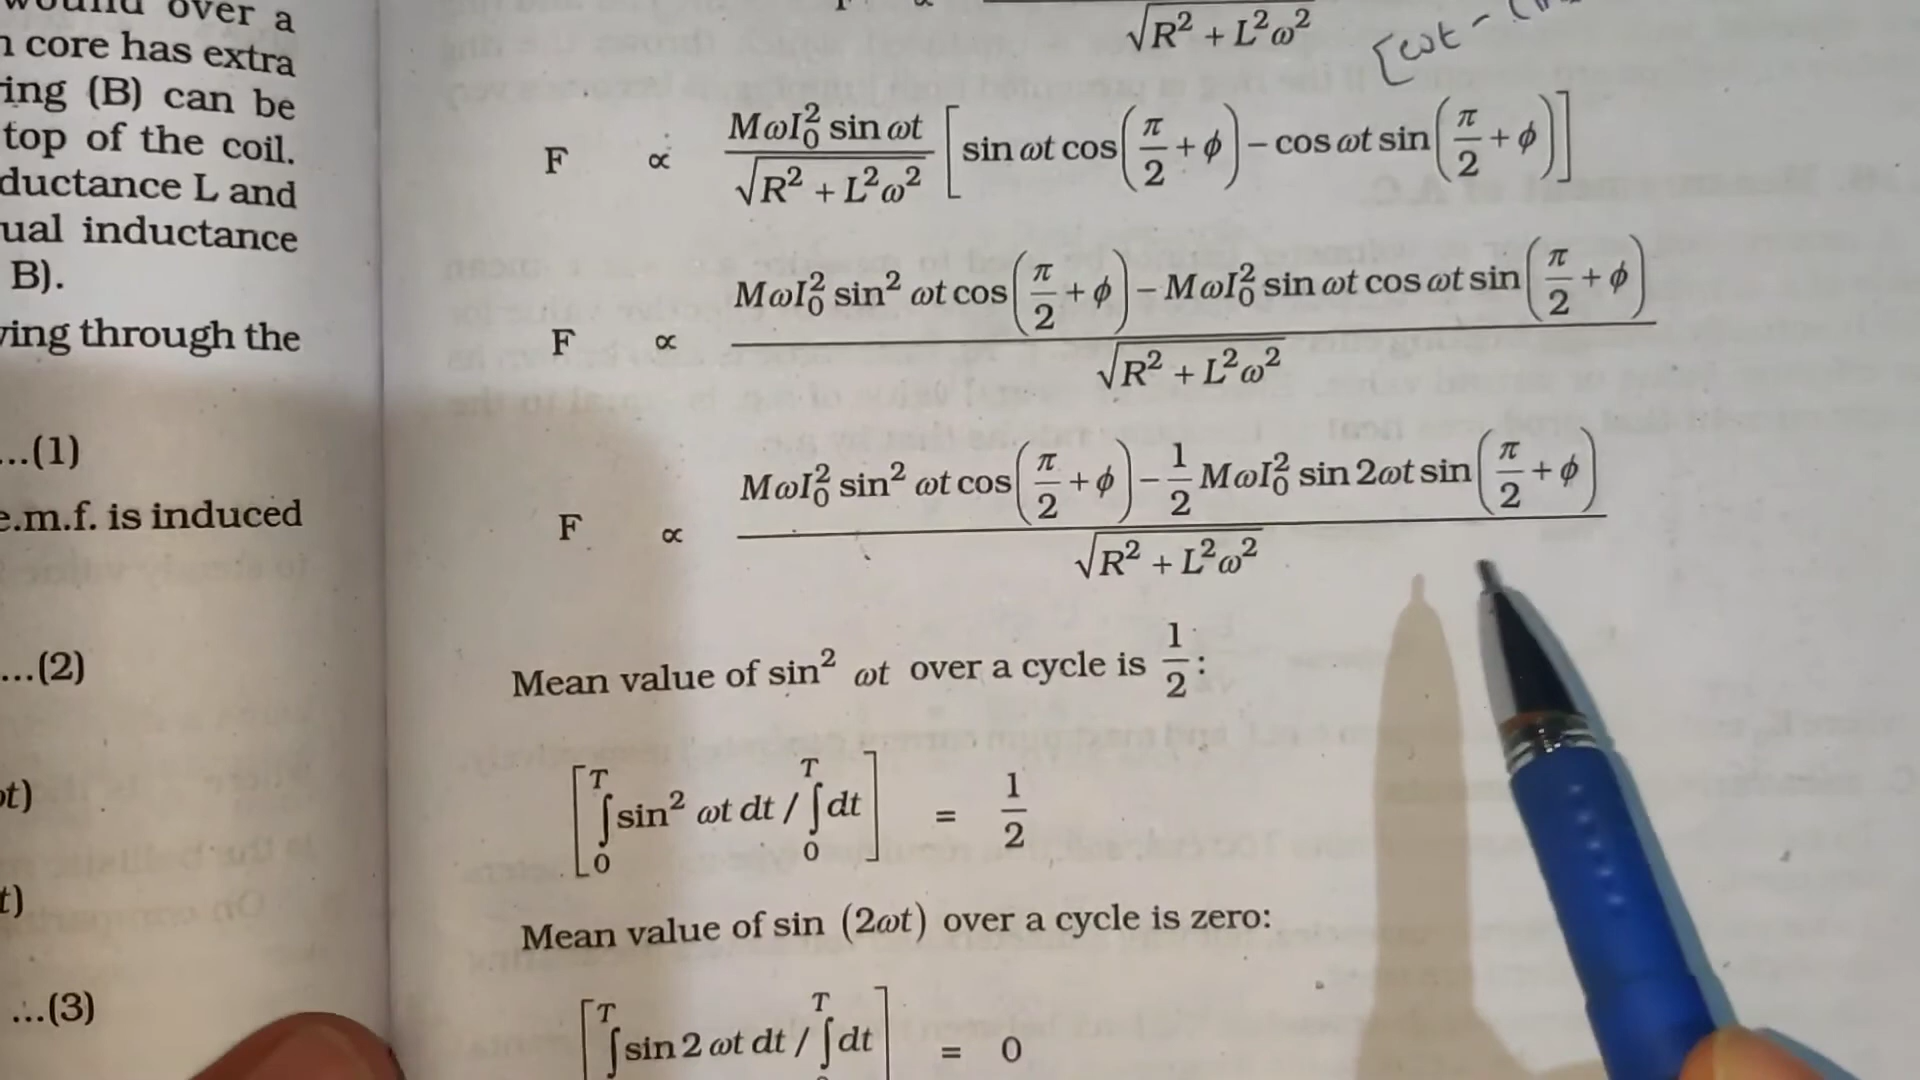 over a
core has extra
ing (B) can be
top of the coil.
ductance L and
ual inductance
B).
ving through the
...(1)
e.m.f. is induced
...(2)
t)
t)
...(3)
√R² + L²ω²
[ωt -
F ∝ MωI₀² sin ωt / √R² + L²ω² [sin ωt cos(π/2 + ϕ) – cos ωt sin(π/2 + ϕ)]
F ∝ MωI₀² sin² ωt cos(π/2 + ϕ) – MωI₀² sin ωt cos ωt sin(π/2 + ϕ) / √R² + L²ω²
F ∝ MωI₀² sin² ωt cos(π/2 + ϕ) – 1/2 MωI₀² sin 2ωt sin(π/2 + ϕ) / √R² + L²ω²
Mean value of sin² ωt over a cycle is 1/2:
[∫₀ᵀ sin² ωt dt / ∫₀ᵀ dt] = 1/2
Mean value of sin (2ωt) over a cycle is zero:
[∫ᵀ sin 2 ωt dt / ∫ᵀ dt] = 0